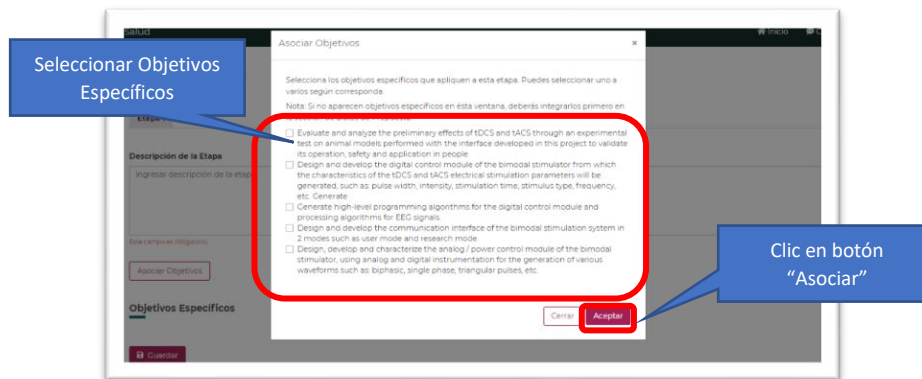 Salud
Inicio
Asociar Objetivos
×
Seleccionar Objetivos
Específicos
Selecciona los objetivos específicos que apliquen a esta etapa. Puedes seleccionar uno a
varios según corresponda.
Nota: Si no aparecen objetivos específicos en ésta ventana, deberás integrarlos primero en
Etapa
Evaluate and analyze the preliminary effects of tDCS and tACS through an experimental
test on animal models performed with the interface developed in this project to validate
its operation, safety and application in people
Design and develop the digital control module of the bimodal stimulator from which
the characteristics of the tDCS and tACS electrical stimulation parameters will be
generated, such as: pulse width, intensity, stimulation time, stimulus type, frequency,
etc. Generate
Generate high-level programming algorithms for the digital control module and
processing algorithms for EEG signals.
Design and develop the communication interface of the bimodal stimulation system in
2 modes such as user mode and research mode
Design, develop and characterize the analog / power control module of the bimodal
stimulator, using analog and digital instrumentation for the generation of various
waveforms such as: biphasic, single phase, triangular pulses, etc.
Descripción de la Etapa
Ingresar descripción de la etapa
Este campo es obligatorio
Asociar Objetivos
Clic en botón
“Asociar”
Objetivos Específicos
Cerrar
Aceptar
Guardar